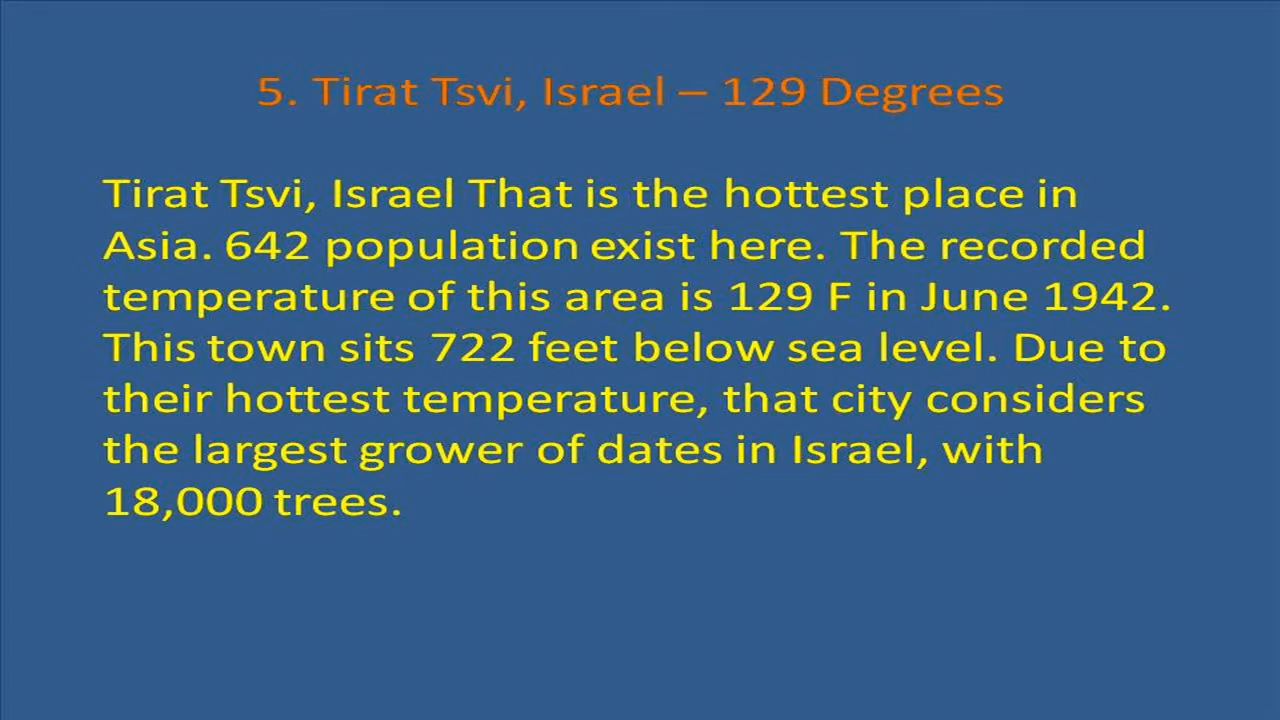 5. Tirat Tsvi, Israel – 129 Degrees
Tirat Tsvi, Israel That is the hottest place in
Asia. 642 population exist here. The recorded
temperature of this area is 129 F in June 1942.
This town sits 722 feet below sea level. Due to
their hottest temperature, that city considers
the largest grower of dates in Israel, with
18,000 trees.